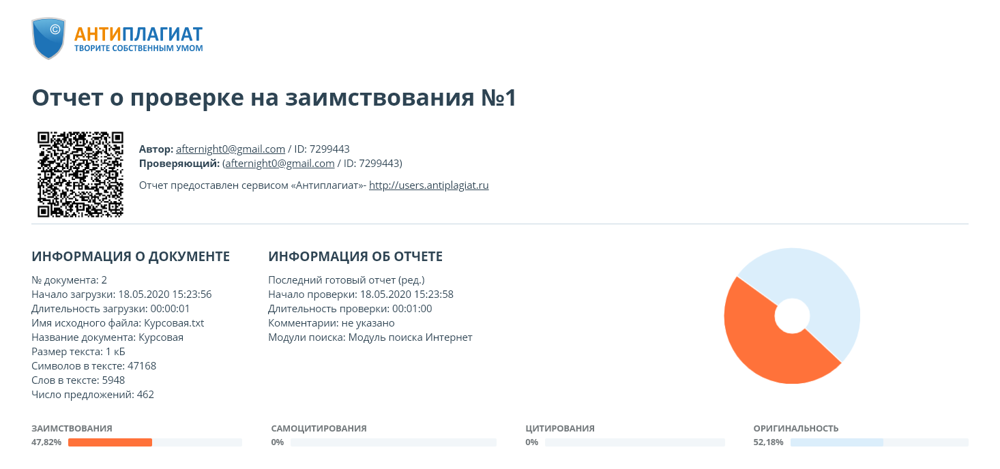 ©
АНТИПЛАГИАТ
ТВОРИТЕ СОБСТВЕННЫМ УМОМ
Отчет о проверке на заимствования №1
Автор: afternight0@gmail.com / ID: 7299443
Проверяющий: (afternight0@gmail.com / ID: 7299443)
Отчет предоставлен сервисом «Антиплагиат»- http://users.antiplagiat.ru
ИНФОРМАЦИЯ О ДОКУМЕНТЕ
№ документа: 2
Начало загрузки: 18.05.2020 15:23:56
Длительность загрузки: 00:00:01
Имя исходного файла: Курсовая.txt
Название документа: Курсовая
Размер текста: 1 кБ
Символов в тексте: 47168
Слов в тексте: 5948
Число предложений: 462
ИНФОРМАЦИЯ ОБ ОТЧЕТЕ
Последний готовый отчет (ред.)
Начало проверки: 18.05.2020 15:23:58
Длительность проверки: 00:01:00
Комментарии: не указано
Модули поиска: Модуль поиска Интернет
ЗАИМСТВОВАНИЯ
47,82%
САМОЦИТИРОВАНИЯ
0%
ЦИТИРОВАНИЯ
0%
ОРИГИНАЛЬНОСТЬ
52,18%